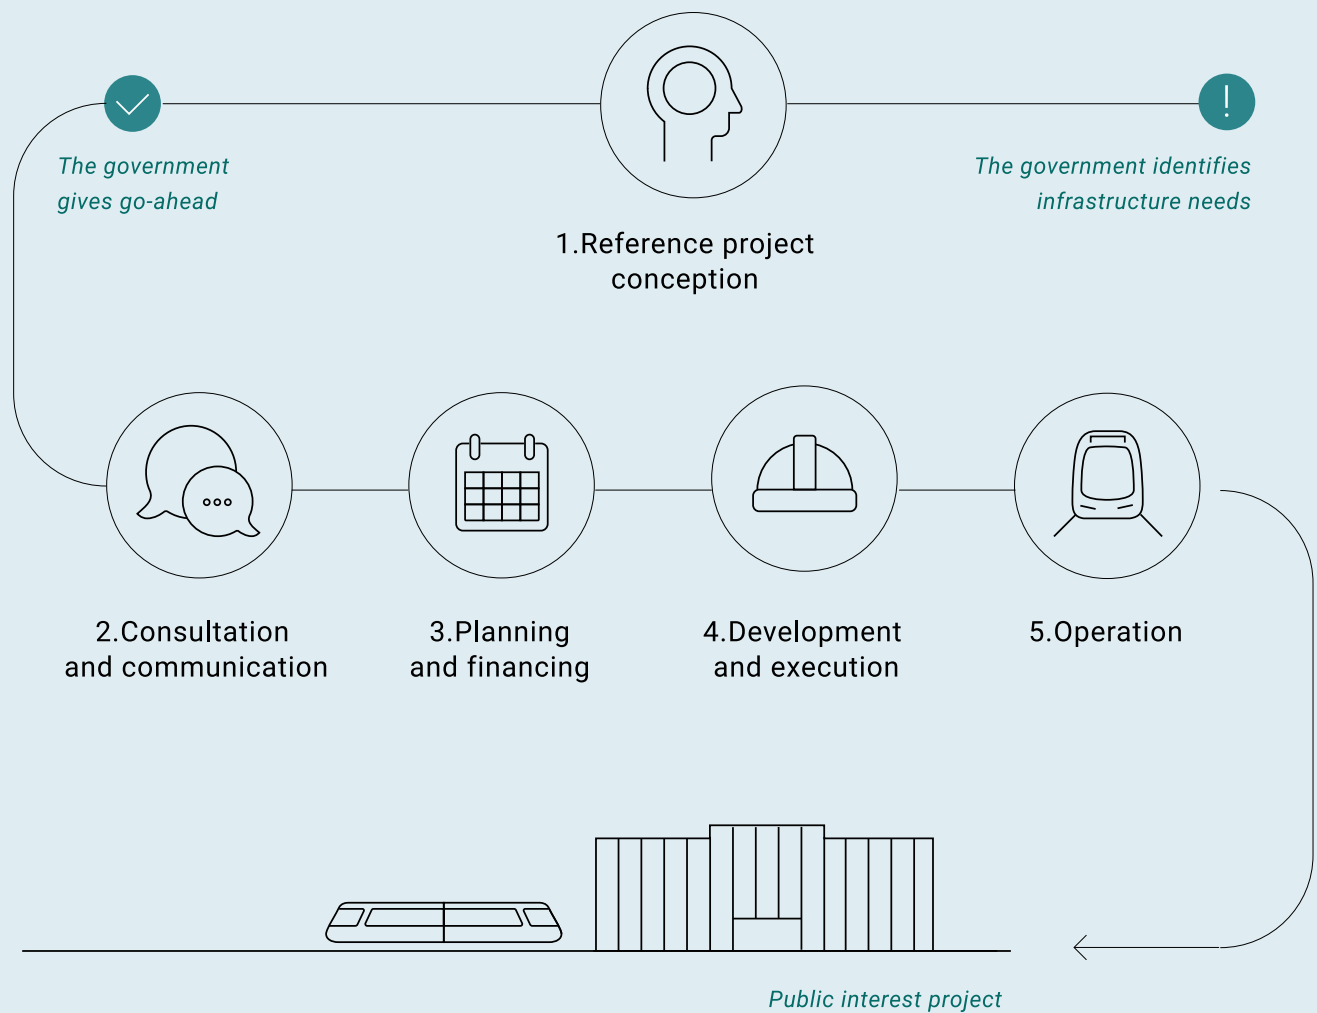 The government
gives go-ahead
The government identifies
infrastructure needs
1.Reference project
conception
2.Consultation
and communication
3.Planning
and financing
4.Development
and execution
5.Operation
Public interest project